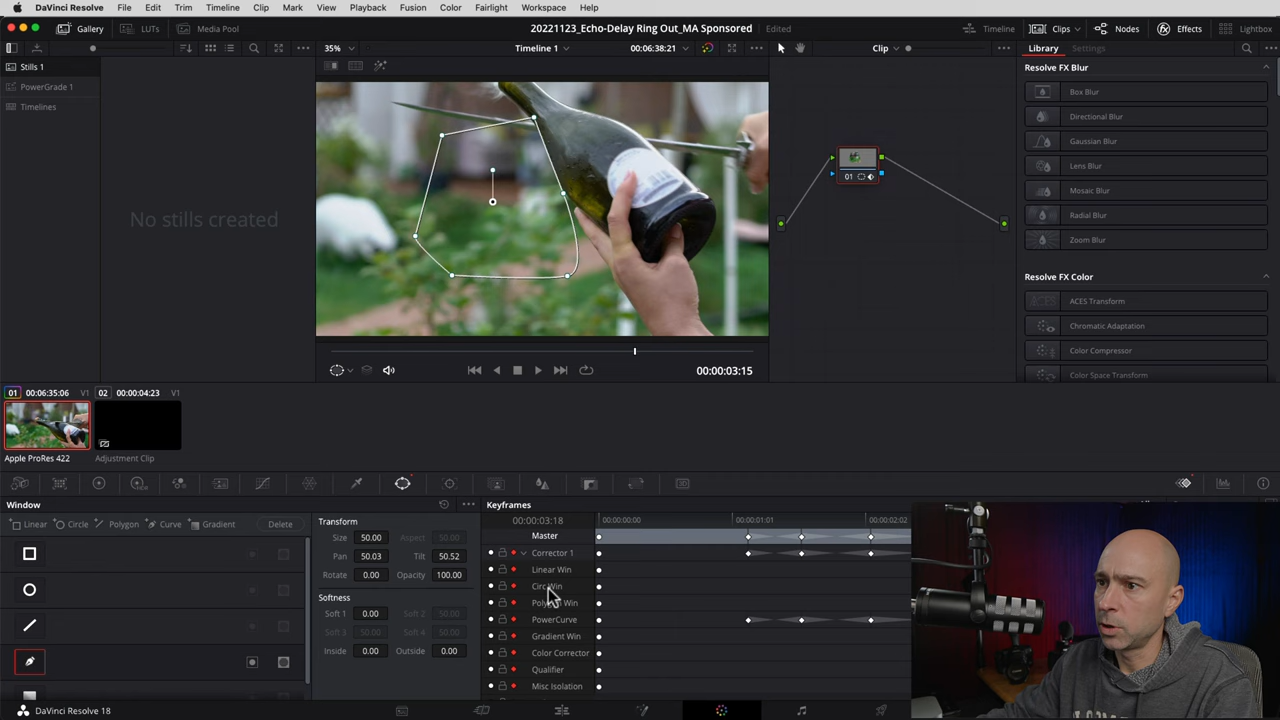 DaVinci Resolve File Edit Trim Timeline Clip Mark View Playback Fusion Color Fairlight Workspace Help
Gallery LUTs Media Pool 20221123_Echo-Delay Ring Out_MA Sponsored Edited Timeline Clips Nodes Effects Lightbox
35% Timeline 1 00:06:38:21 Clip Library Settings
Stills 1
PowerGrade 1
Timelines
No stills created
01
00:00:03:15
Resolve FX Blur
Box Blur
Directional Blur
Gaussian Blur
Lens Blur
Mosaic Blur
Radial Blur
Zoom Blur
Resolve FX Color
ACES Transform
Chromatic Adaptation
Color Compressor
Color Space Transform
01 00:06:35:06 V1 02 00:00:04:23 V1
Apple ProRes 422 Adjustment Clip
Window
Linear Circle Polygon Curve Gradient Delete
Transform
Size 50.00 Aspect 50.00
Pan 50.03 Tilt 50.52
Rotate 0.00 Opacity 100.00
Softness
Soft 1 0.00 Soft 2 50.00
Soft 3 50.00 Soft 4 50.00
Inside 0.00 Outside 0.00
Keyframes
00:00:03:18 00:00:00:00 00:00:01:01 00:00:02:02
Master
Corrector 1
Linear Win
Circ Win
Polygon Win
PowerCurve
Gradient Win
Color Corrector
Qualifier
Misc Isolation
DaVinci Resolve 18